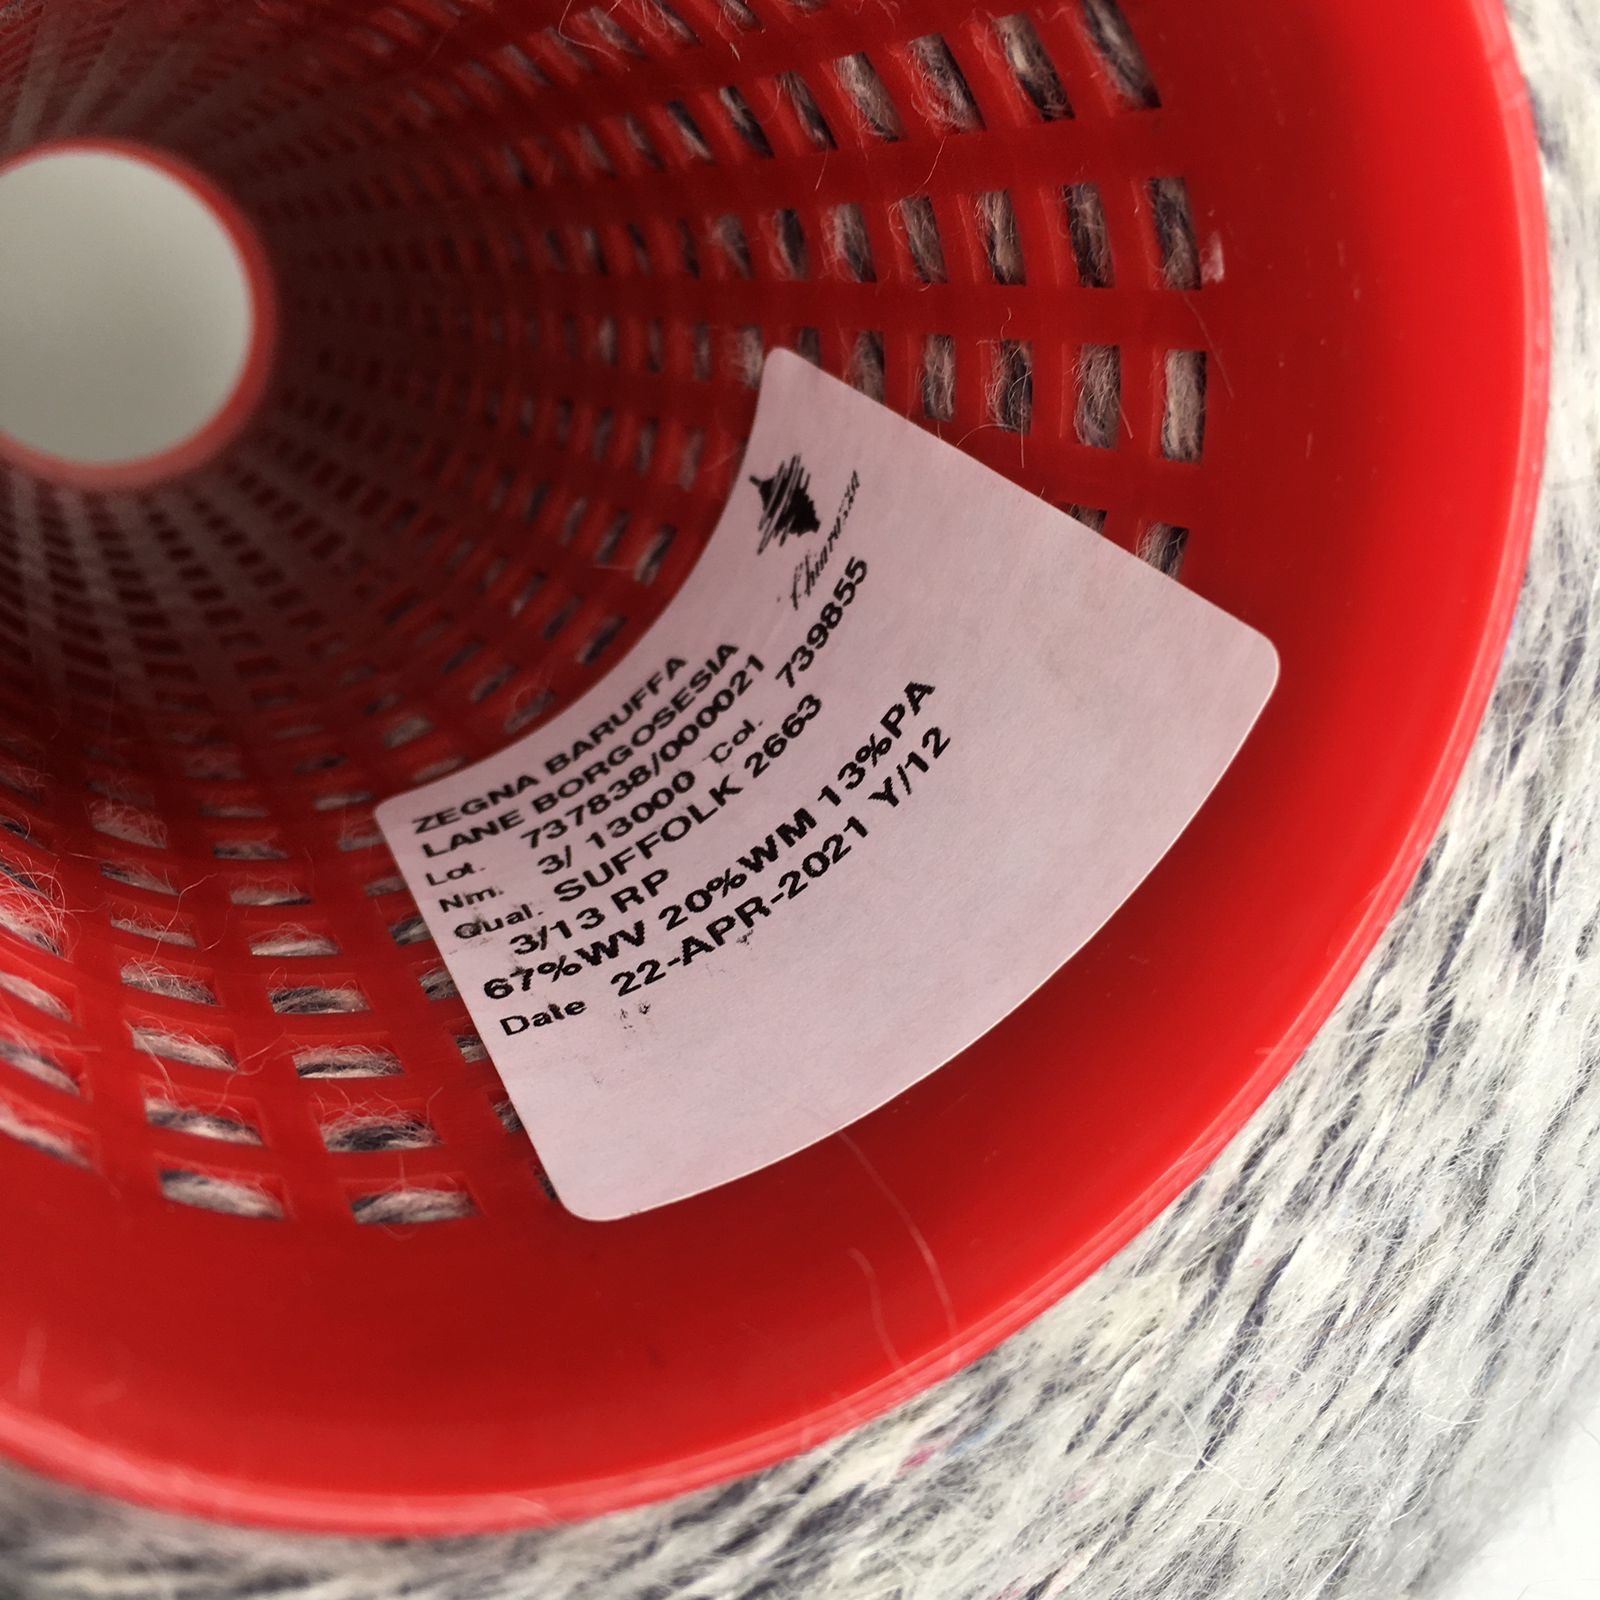 Chiavazza
ZEGNA BARUFFA
LANE BORGOSESIA
Lot. 737838/000021
Nm. 3/ 13000 Col. 739855
Qual. SUFFOLK 2663
3/13 RP
67%WV 20%WM 13%PA
Date 22-APR-2021 Y/12